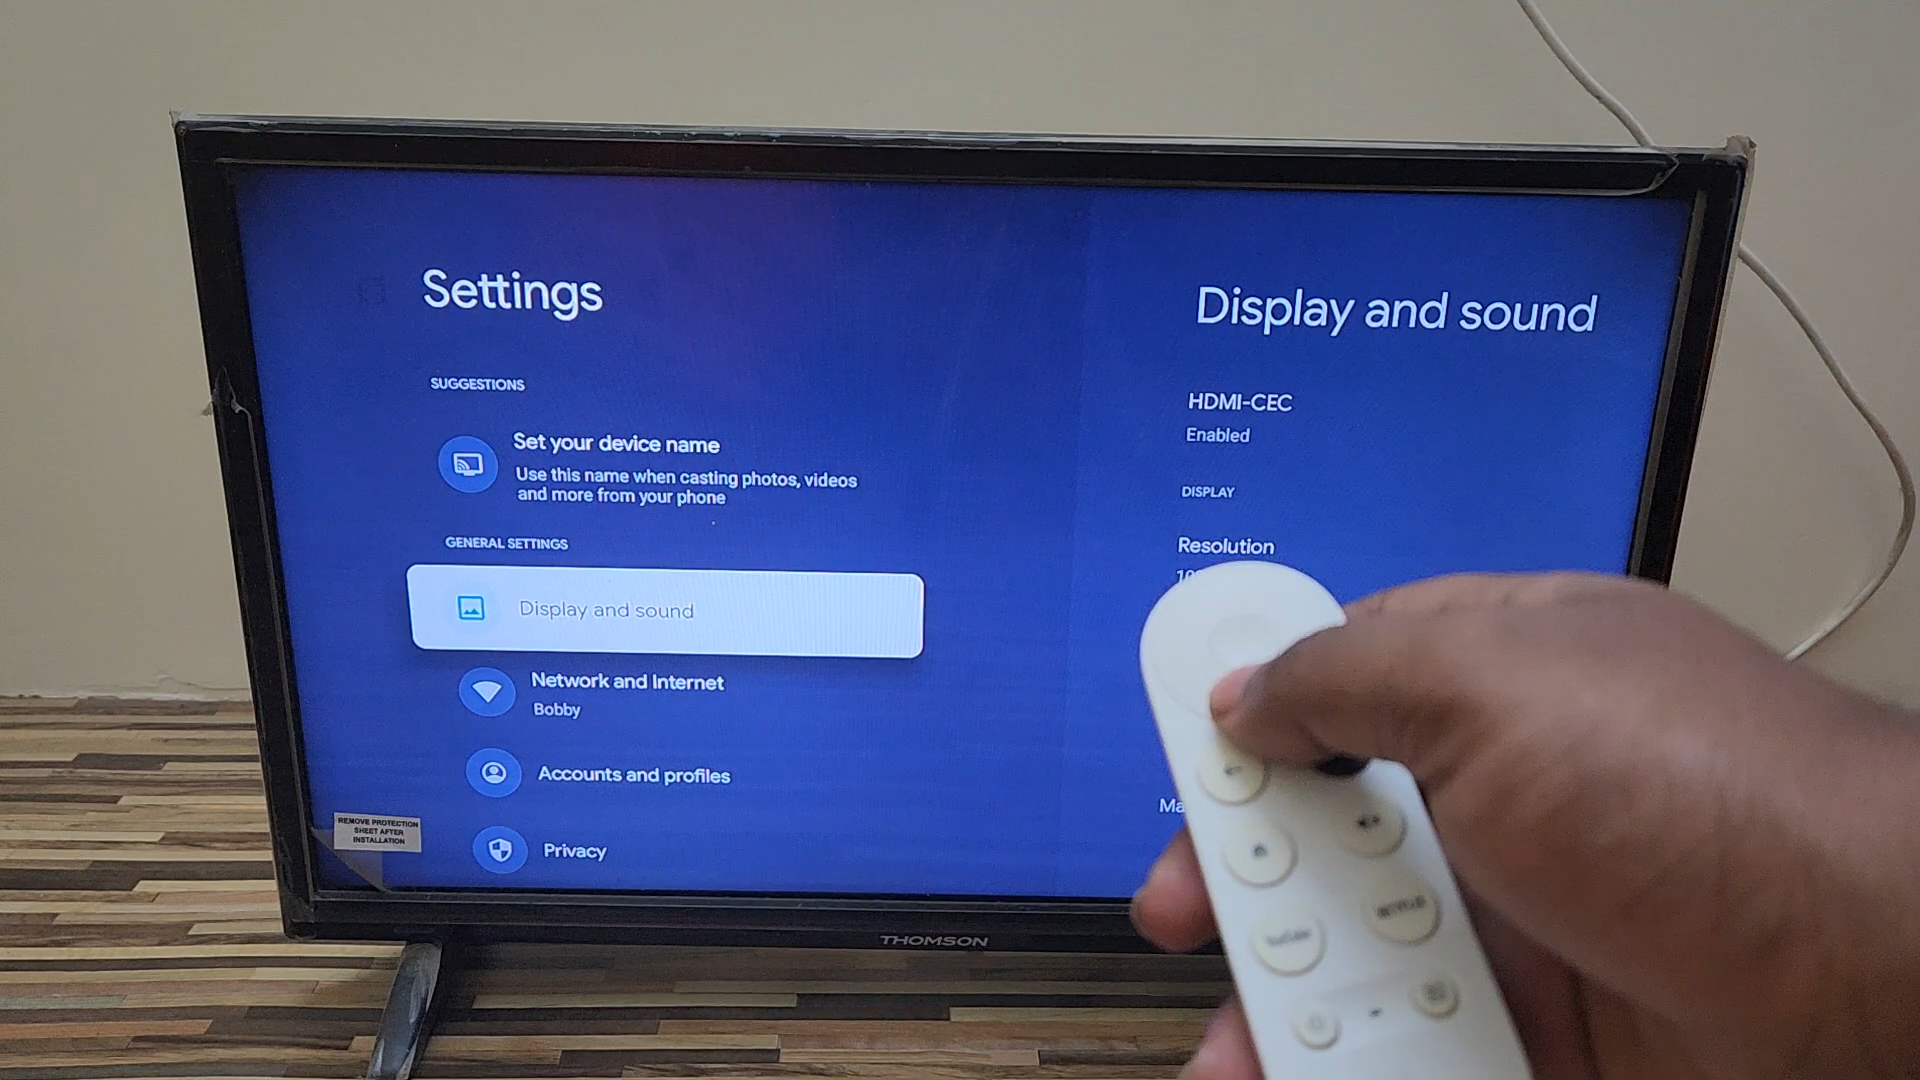 Settings
SUGGESTIONS
Set your device name
Use this name when casting photos, videos
and more from your phone
GENERAL SETTINGS
Display and sound
Network and Internet
Bobby
Accounts and profiles
Privacy
Display and sound
HDMI-CEC
Enabled
DISPLAY
Resolution
REMOVE PROTECTION
SHEET AFTER
INSTALLATION
THOMSON
YouTube
NETFLIX